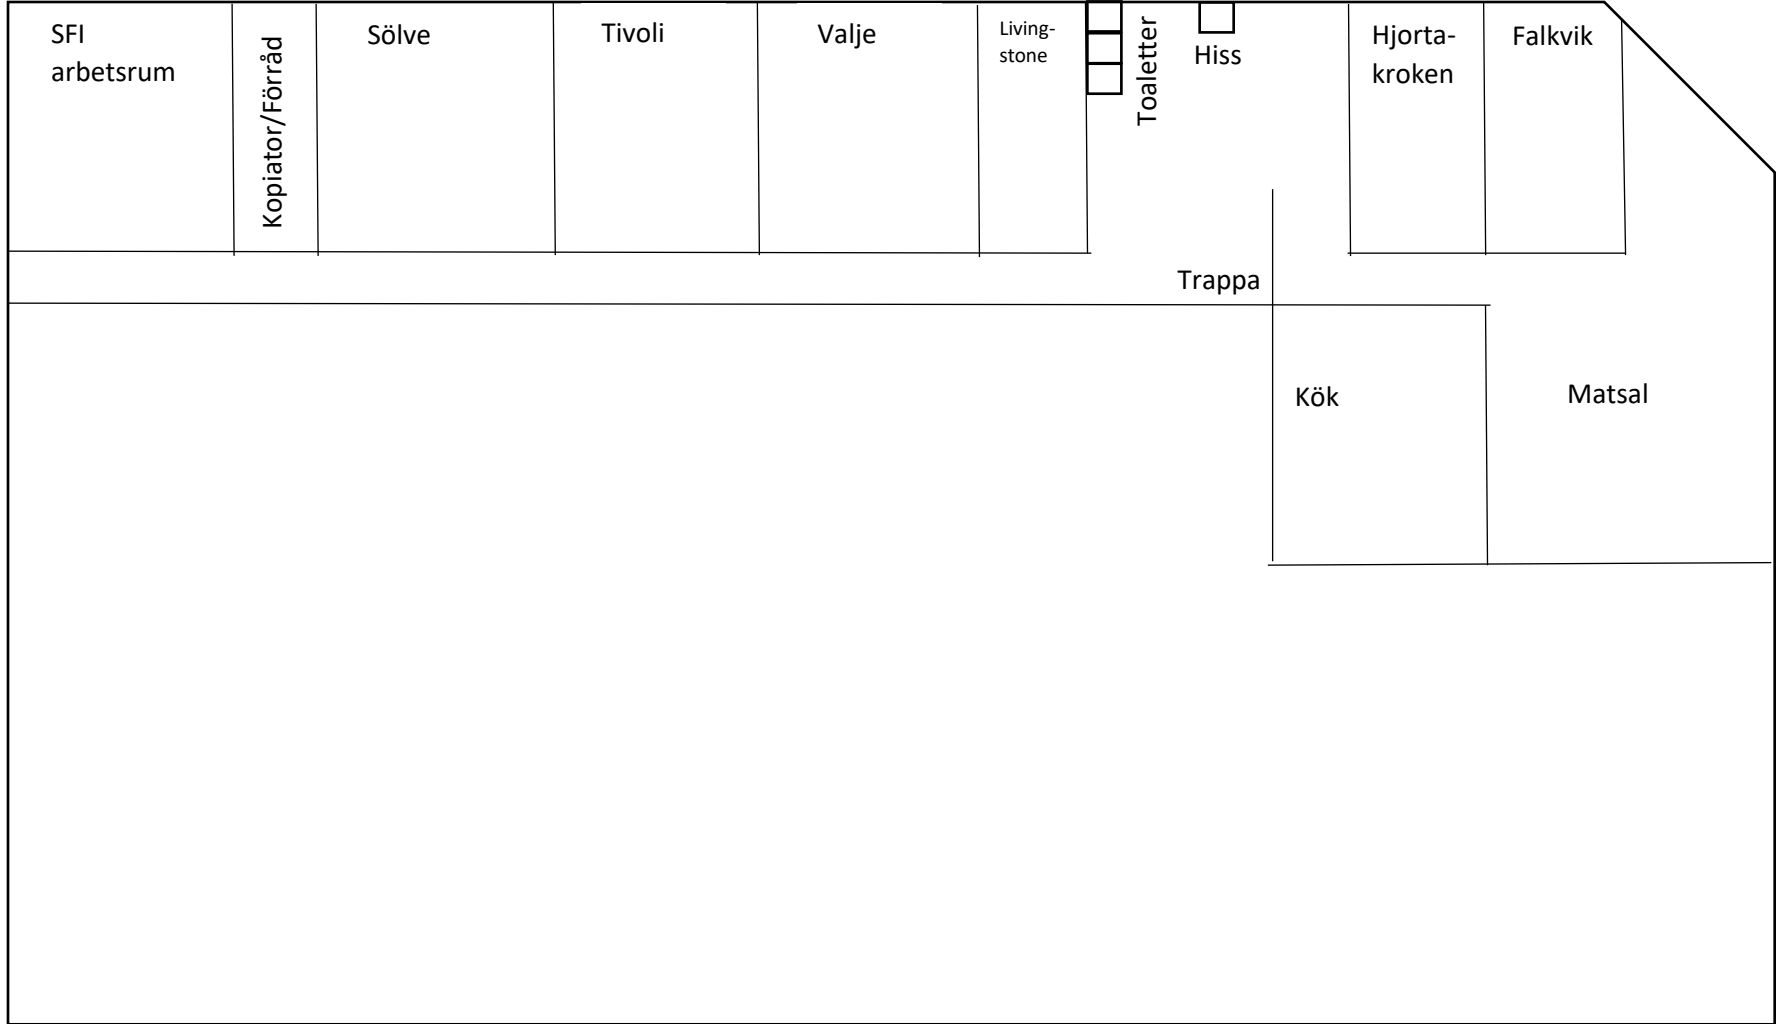 SFI
arbetsrum
Kopiator/Förråd
Sölve
Tivoli
Valje
Living-
stone
Toaletter
Hiss
Hjorta-
kroken
Falkvik
Trappa
Kök
Matsal